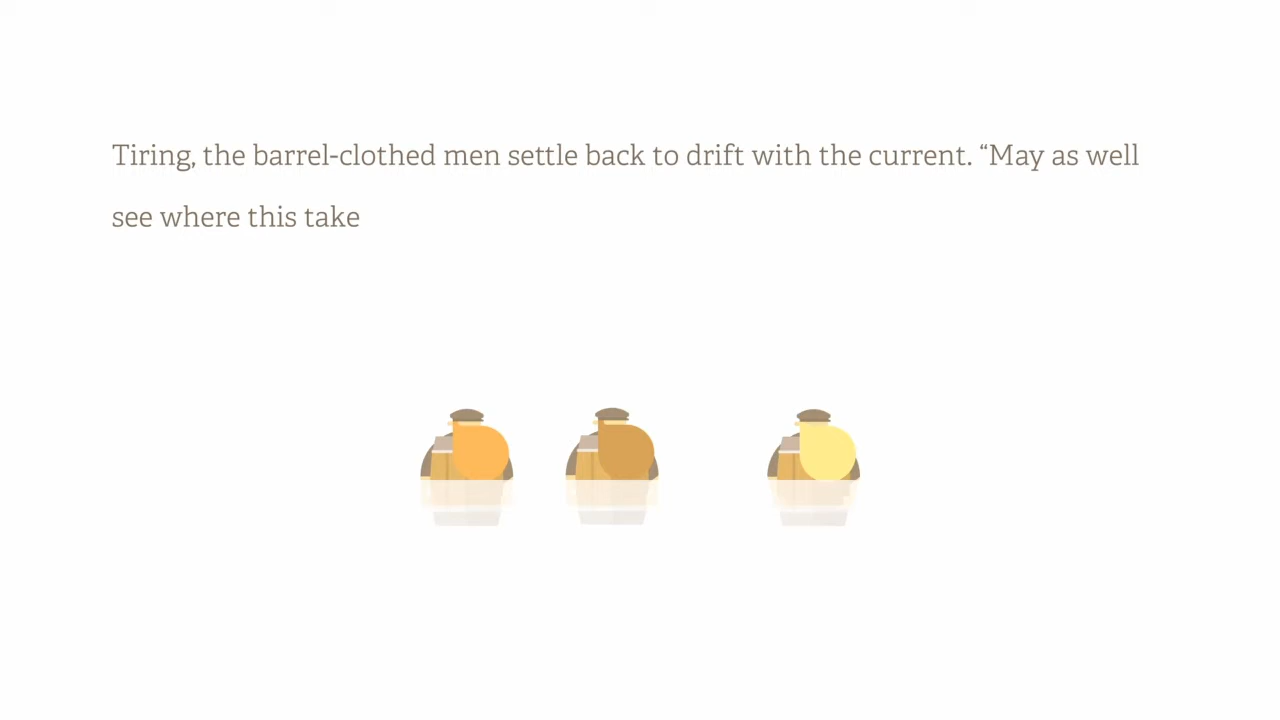 Tiring, the barrel-clothed men settle back to drift with the current. “May as well
see where this take